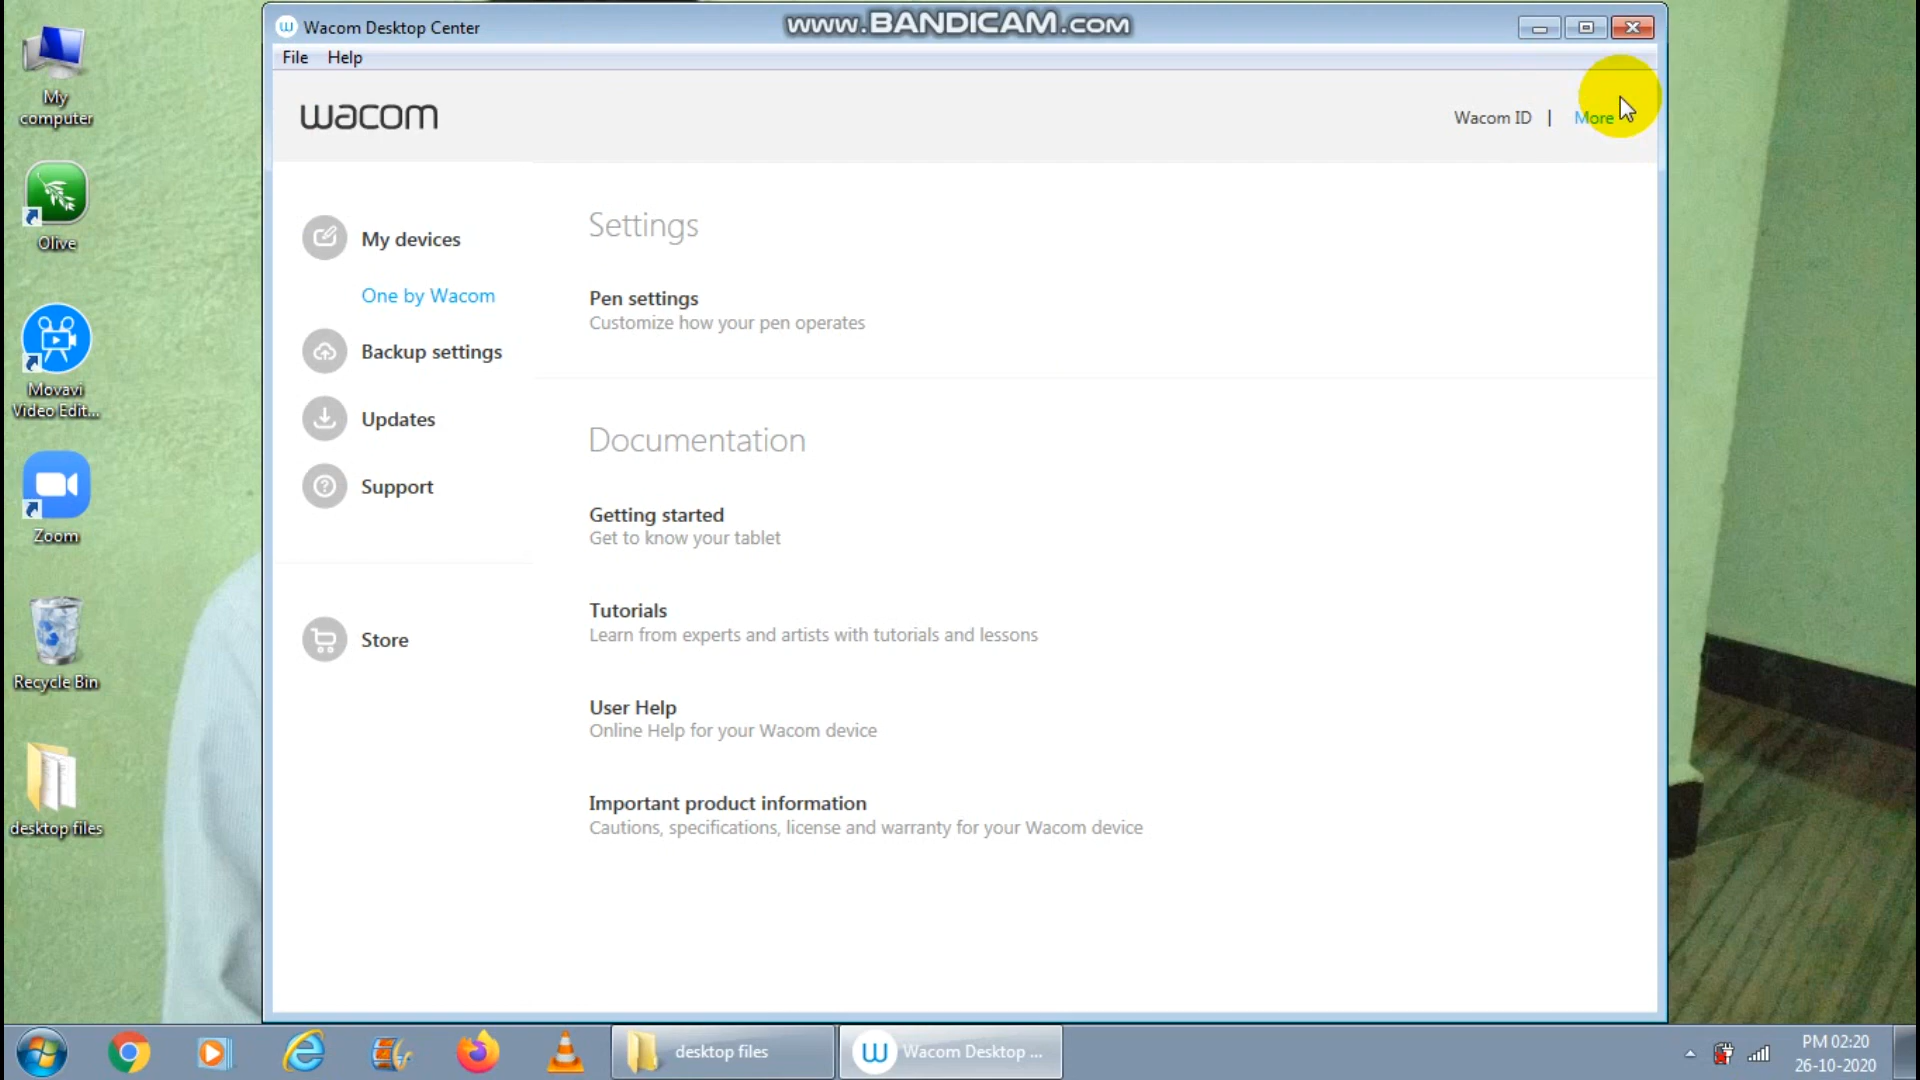 Wacom Desktop Center
www.BANDICAM.com
File Help
wacom
Wacom ID | More
My devices
One by Wacom
Backup settings
Updates
Support
Store
Settings
Pen settings
Customize how your pen operates
Documentation
Getting started
Get to know your tablet
Tutorials
Learn from experts and artists with tutorials and lessons
User Help
Online Help for your Wacom device
Important product information
Cautions, specifications, license and warranty for your Wacom device
My
computer
Olive
Movavi
Video Edit...
Zoom
Recycle Bin
desktop files
desktop files
Wacom Desktop ...
PM 02:20
26-10-2020